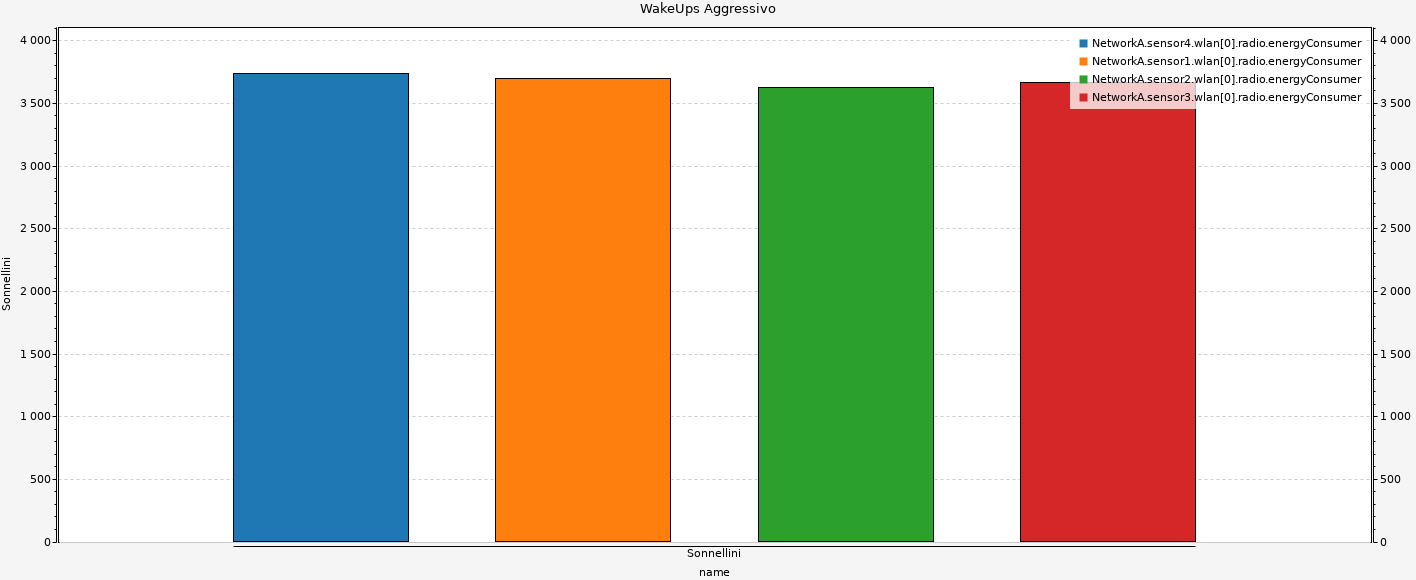 WakeUps Aggressivo
4 000
3 500
3 000
2 500
2 000
1 500
1 000
500
0
Sonnellini
NetworkA.sensor4.wlan[0].radio.energyConsumer
NetworkA.sensor1.wlan[0].radio.energyConsumer
NetworkA.sensor2.wlan[0].radio.energyConsumer
NetworkA.sensor3.wlan[0].radio.energyConsumer
4 000
3 500
3 000
2 500
2 000
1 500
1 000
500
0
Sonnellini
name